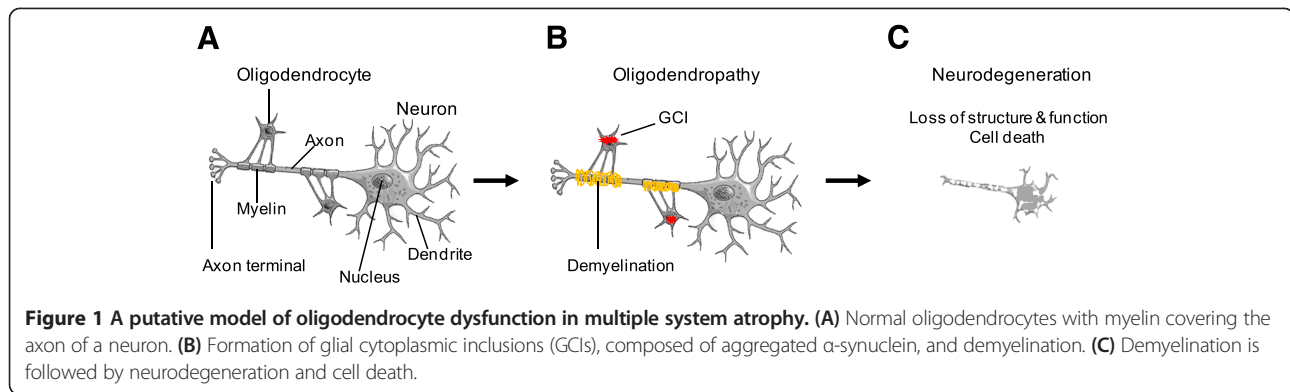 A
B
C
Oligodendrocyte
Neuron
Axon
Myelin
Axon terminal
Nucleus
Dendrite
Oligodendropathy
GCI
Demyelination
Neurodegeneration
Loss of structure & function
Cell death
Figure 1 A putative model of oligodendrocyte dysfunction in multiple system atrophy. (A) Normal oligodendrocytes with myelin covering the
axon of a neuron. (B) Formation of glial cytoplasmic inclusions (GCIs), composed of aggregated α-synuclein, and demyelination. (C) Demyelination is
followed by neurodegeneration and cell death.